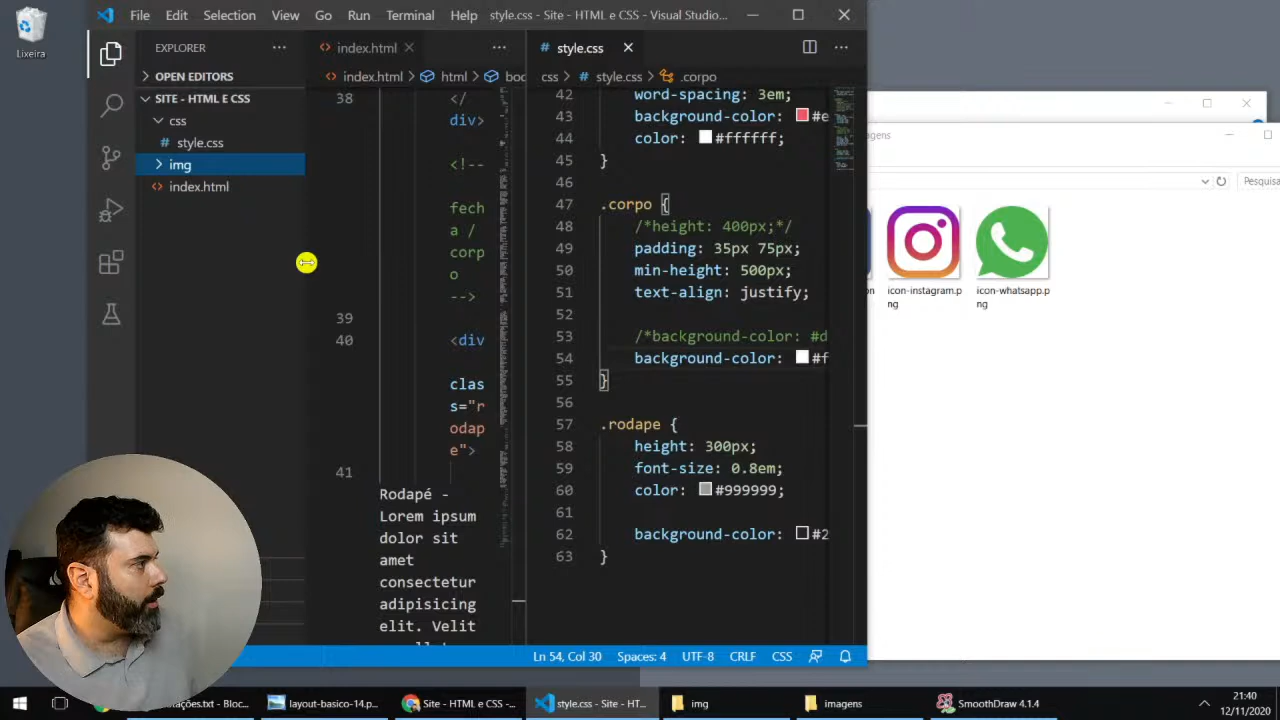 Lixeira
File Edit Selection View Go Run Terminal Help style.css - Site - HTML e CSS - Visual Studio...
EXPLORER
OPEN EDITORS
SITE - HTML E CSS
css
style.css
img
index.html
index.html
index.html > html > boc
38 </
div>
<!--
fech
a /
corp
o
-->
39
40 <div
clas
s="r
odap
e">
41
Rodapé -
Lorem ipsum
dolor sit
amet
consectetur
adipisicing
elit. Velit
style.css
css > style.css > .corpo
42 word-spacing: 3em;
43 background-color: #e
44 color: #ffffff;
45 }
46
47 .corpo {
48 /*height: 400px;*/
49 padding: 35px 75px;
50 min-height: 500px;
51 text-align: justify;
52
53 /*background-color: #d
54 background-color: #f
55 }
56
57 .rodape {
58 height: 300px;
59 font-size: 0.8em;
60 color: #999999;
61
62 background-color: #2
63 }
Ln 54, Col 30 Spaces: 4 UTF-8 CRLF CSS
agens
Pesquisa
on
icon-instagram.p
ng
icon-whatsapp.p
ng
tações.txt - Bloc...
layout-basico-14.p...
Site - HTML e CSS -...
style.css - Site - HT...
img
imagens
SmoothDraw 4.1.4
21:40
12/11/2020